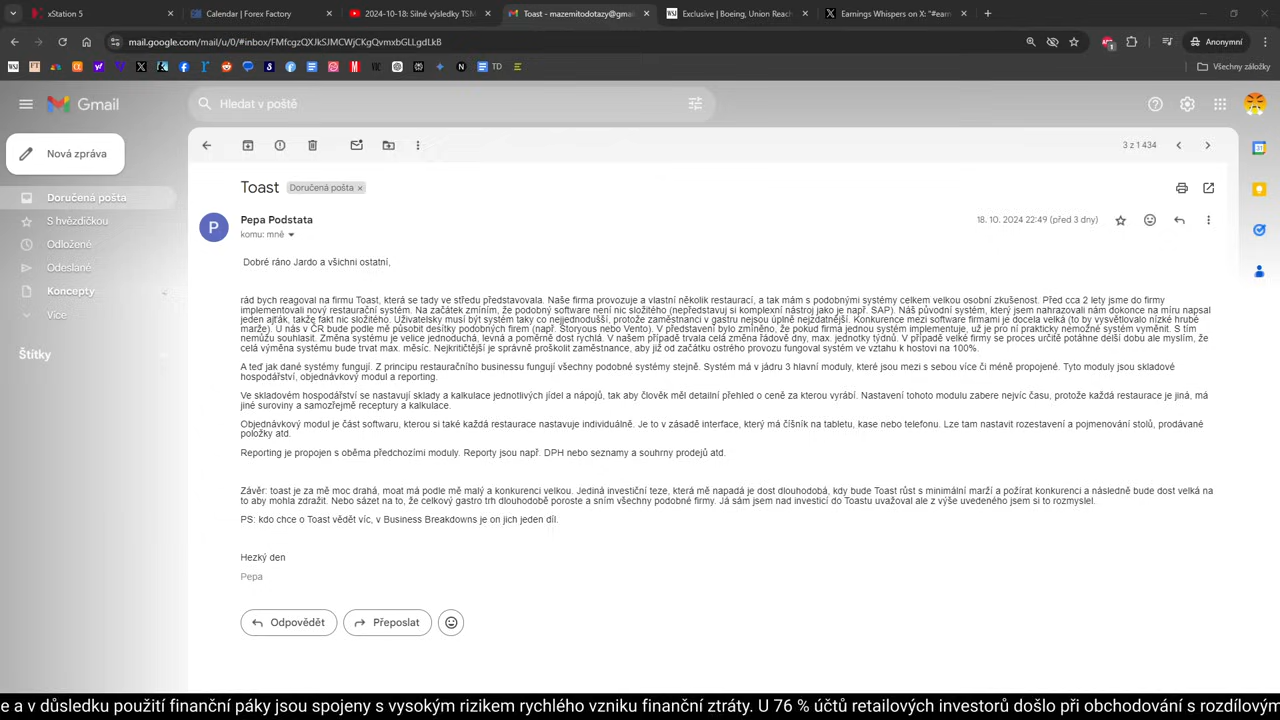 xStation 5
Calendar | Forex Factory
2024-10-18: Silné výsledky TSM
Toast - mazemitodotazy@gmai
Exclusive | Boeing, Union Reach
Earnings Whispers on X: "#earn
mail.google.com/mail/u/0/#inbox/FMfcgzQXJkSJMCWjCKgQvmxbGLLgdLkB
Anonymní
TD
Všechny záložky
Gmail
Hledat v poště
Nová zpráva
3 z 1 434
Doručená pošta
S hvězdičkou
Odložené
Odeslané
Koncepty
Více
Štítky
Toast Doručená pošta
Pepa Podstata
18. 10. 2024 22:49 (před 3 dny)
komu: mně
Dobré ráno Jardo a všichni ostatní,
rád bych reagoval na firmu Toast, která se tady ve středu představovala. Naše firma provozuje a vlastní několik restaurací, a tak mám s podobnými systémy celkem velkou osobní zkušenost. Před cca 2 lety jsme do firmy
implementovali nový restaurační systém. Na začátek zmíním, že podobný software není nic složitého (nepředstavuj si komplexní nástroj jako je např. SAP). Náš původní systém, který jsem nahrazovali nám dokonce na míru napsal
jeden ajťák, takže fakt nic složitého. Uživatelsky musí být systém taky co nejjednodušší, protože zaměstnanci v gastru nejsou úplně nejzdatnější. Konkurence mezi software firmami je docela velká (to by vysvětlovalo nízké hrubé
marže). U nás v ČR bude podle mě působit desítky podobných firem (např. Storyous nebo Vento). V představení bylo zmíněno, že pokud firma jednou systém implementuje, už je pro ní prakticky nemožné systém vyměnit. S tím
nemůžu souhlasit. Změna systému je velice jednoduchá, levná a poměrně dost rychlá. V našem případě trvala celá změna řádově dny, max. jednotky týdnů. V případě velké firmy se proces určitě potáhne delší dobu ale myslím, že
celá výměna systému bude trvat max. měsíc. Nejkritičtější je správně proškolit zaměstnance, aby již od začátku ostrého provozu fungoval systém ve vztahu k hostovi na 100%.
A teď jak dané systémy fungují. Z principu restauračního businessu fungují všechny podobné systémy stejně. Systém má v jádru 3 hlavní moduly, které jsou mezi s sebou více či méně propojené. Tyto moduly jsou skladové
hospodářství, objednávkový modul a reporting.
Ve skladovém hospodářství se nastavují sklady a kalkulace jednotlivých jídel a nápojů, tak aby člověk měl detailní přehled o ceně za kterou vyrábí. Nastavení tohoto modulu zabere nejvíc času, protože každá restaurace je jiná, má
jiné suroviny a samozřejmě receptury a kalkulace.
Objednávkový modul je část softwaru, kterou si také každá restaurace nastavuje individuálně. Je to v zásadě interface, který má číšník na tabletu, kase nebo telefonu. Lze tam nastavit rozestavení a pojmenování stolů, prodávané
položky atd.
Reporting je propojen s oběma předchozími moduly. Reporty jsou např. DPH nebo seznamy a souhrny prodejů atd.
Závěr: toast je za mě moc drahá, moat má podle mě malý a konkurenci velkou. Jediná investiční teze, která mě napadá je dost dlouhodobá, kdy bude Toast růst s minimální marží a požírat konkurenci a následně bude dost velká na
to aby mohla zdražit. Nebo sázet na to, že celkový gastro trh dlouhodobě poroste a sním všechny podobné firmy. Já sám jsem nad investicí do Toastu uvažoval ale z výše uvedeného jsem si to rozmyslel.
PS: kdo chce o Toast vědět víc, v Business Breakdowns je on jich jeden díl.
Hezký den
Pepa
Odpovědět
Přeposlat
e a v důsledku použití finanční páky jsou spojeny s vysokým rizikem rychlého vzniku finanční ztráty. U 76 % účtů retailových investorů došlo při obchodování s rozdílovým